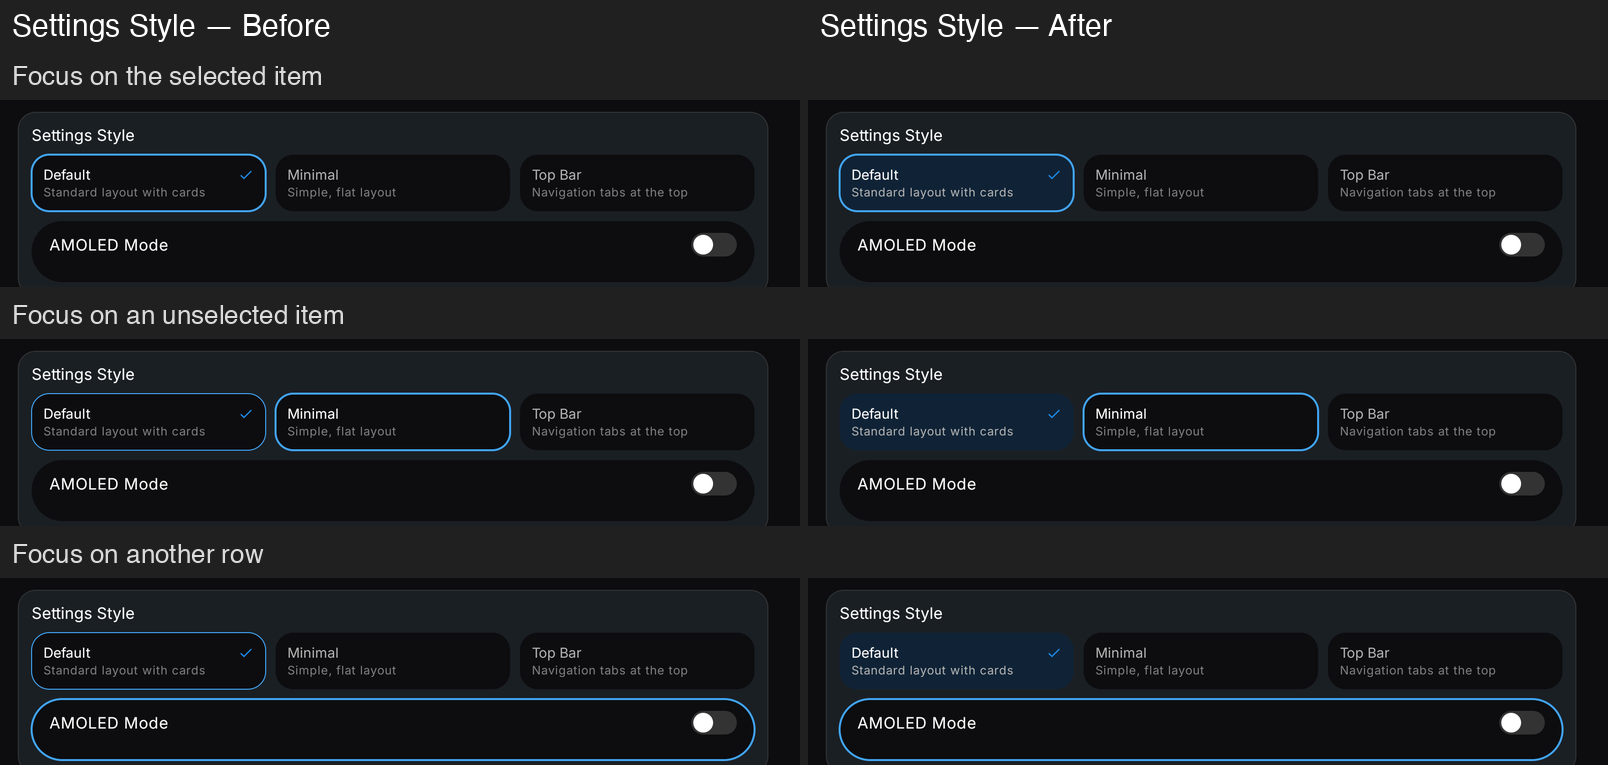 Settings Style — Before
Settings Style — After
Focus on the selected item
Settings Style
Default
Standard layout with cards
Minimal
Simple, flat layout
Top Bar
Navigation tabs at the top
AMOLED Mode
Settings Style
Default
Standard layout with cards
Minimal
Simple, flat layout
Top Bar
Navigation tabs at the top
AMOLED Mode
Focus on an unselected item
Settings Style
Default
Standard layout with cards
Minimal
Simple, flat layout
Top Bar
Navigation tabs at the top
AMOLED Mode
Settings Style
Default
Standard layout with cards
Minimal
Simple, flat layout
Top Bar
Navigation tabs at the top
AMOLED Mode
Focus on another row
Settings Style
Default
Standard layout with cards
Minimal
Simple, flat layout
Top Bar
Navigation tabs at the top
AMOLED Mode
Settings Style
Default
Standard layout with cards
Minimal
Simple, flat layout
Top Bar
Navigation tabs at the top
AMOLED Mode